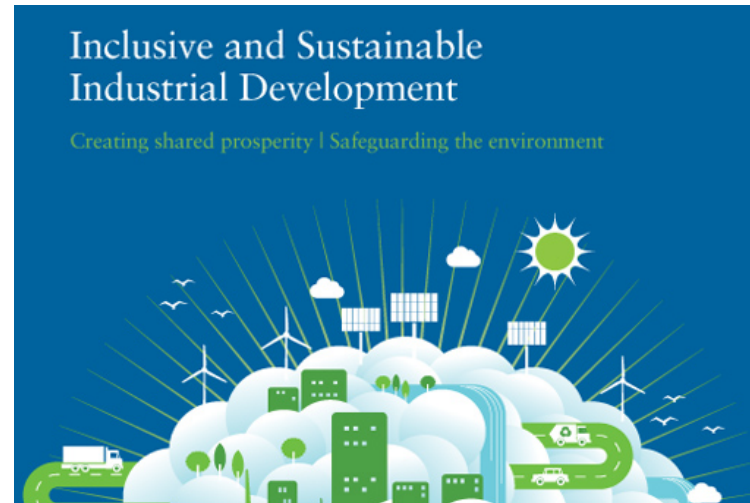 Inclusive and Sustainable
Industrial Development
Creating shared prosperity | Safeguarding the environment